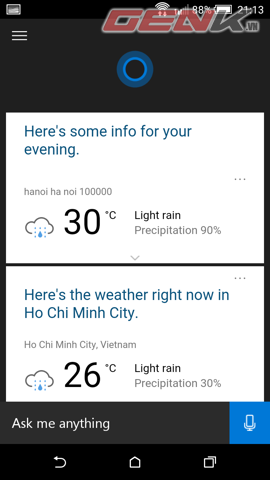 GENK.VN
88% 21:13
Here's some info for your
evening.
hanoi ha noi 100000
30 °C
Light rain
Precipitation 90%
Here's the weather right now in
Ho Chi Minh City.
Ho Chi Minh City, Vietnam
26 °C
Light rain
Precipitation 30%
Ask me anything